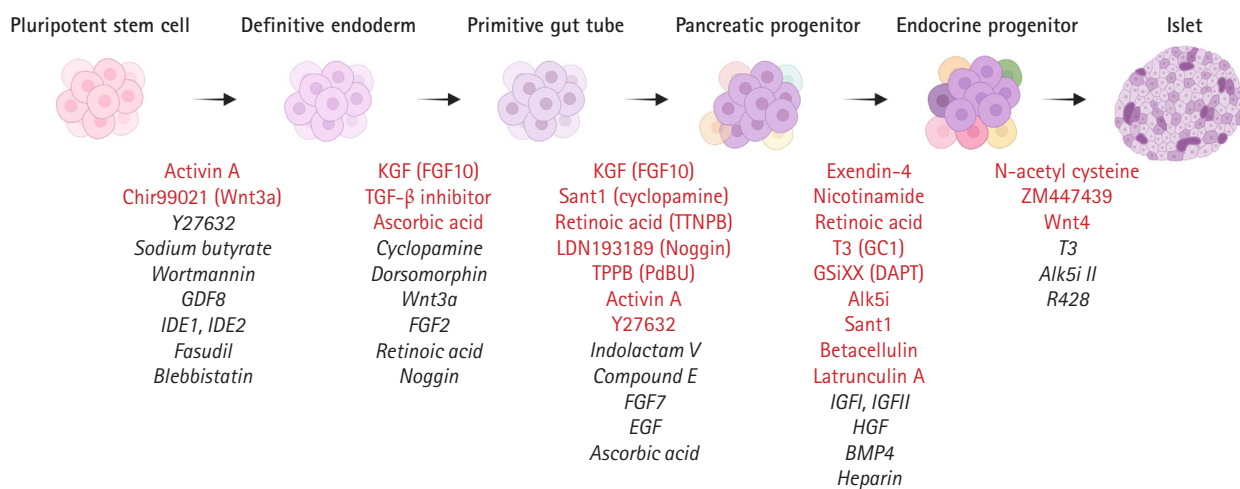 Pluripotent stem cell
Definitive endoderm
Primitive gut tube
Pancreatic progenitor
Endocrine progenitor
Islet
Activin A
Chir99021 (Wnt3a)
Y27632
Sodium butyrate
Wortmannin
GDF8
IDE1, IDE2
Fasudil
Blebbistatin
KGF (FGF10)
TGF-β inhibitor
Ascorbic acid
Cyclopamine
Dorsomorphin
Wnt3a
FGF2
Retinoic acid
Noggin
KGF (FGF10)
Sant1 (cyclopamine)
Retinoic acid (TTNPB)
LDN193189 (Noggin)
TPPB (PdBU)
Activin A
Y27632
Indolactam V
Compound E
FGF7
EGF
Ascorbic acid
Exendin-4
Nicotinamide
Retinoic acid
T3 (GC1)
GSiXX (DAPT)
Alk5i
Sant1
Betacellulin
Latrunculin A
IGFI, IGFII
HGF
BMP4
Heparin
N-acetyl cysteine
ZM447439
Wnt4
T3
Alk5i II
R428